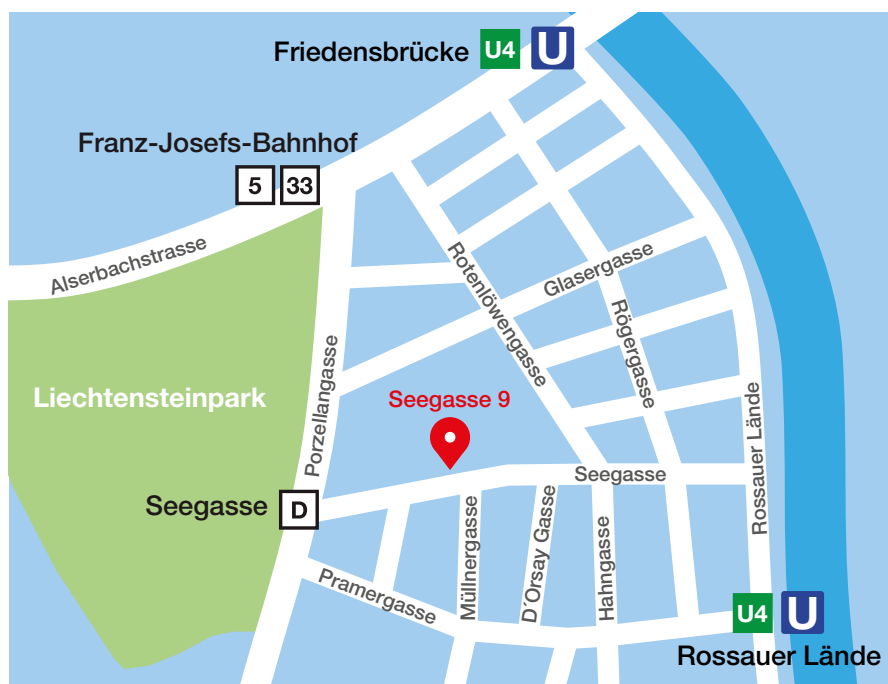 Friedensbrücke U4 U
Franz-Josefs-Bahnhof
5 33
Alserbachstrasse
Rotenlöwengasse
Glasergasse
Rögergasse
Porzellangasse
Liechtensteinpark
Seegasse 9
Rossauer Lände
Seegasse
Seegasse D
Müllnergasse
D´Orsay Gasse
Hahngasse
Pramergasse
U4 U
Rossauer Lände